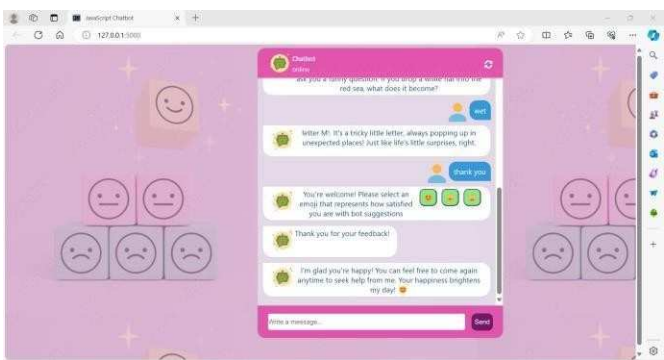 JavaScript Chatbot
127.0.0.1:5000
Chatbot
online
ask you a funny question: If you drop a white hat into the
red sea, what does it become?
wet
letter M': It's a tricky little letter, always popping up in
unexpected places! Just like life's little surprises, right.
thank you
You're welcome! Please select an
emoji that represents how satisfied
you are with bot suggestions
Thank you for your feedback!
I'm glad you're happy! You can feel free to come again
anytime to seek help from me. Your happiness brightens
my day!
Write a message...
Send